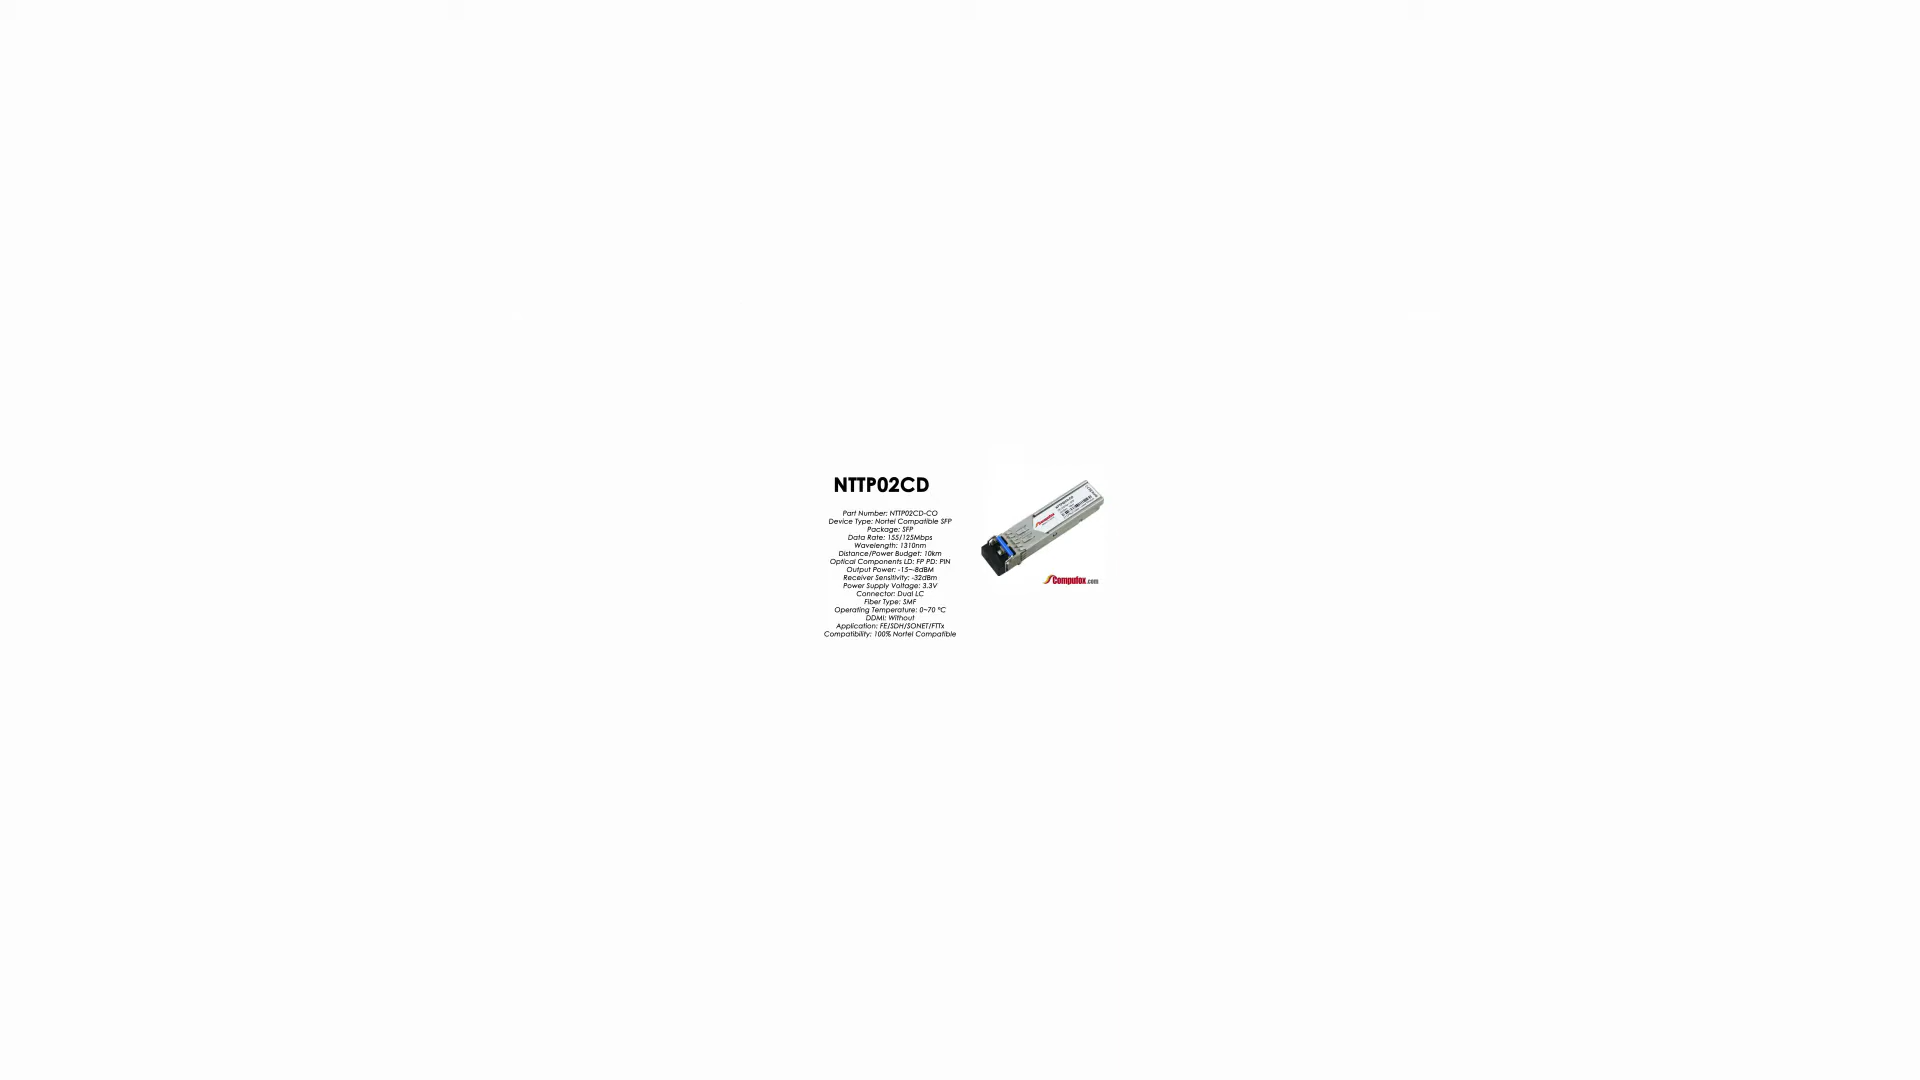 NTTP02CD
Part Number: NTTP02CD-CO
Device Type: Nortel Compatible SFP
Package: SFP
Data Rate: 155/125Mbps
Wavelength: 1310nm
Distance/Power Budget: 10km
Optical Components LD: FP PD: PIN
Output Power: -15~-8dBM
Receiver Sensitivity: -32dBm
Power Supply Voltage: 3.3V
Connector: Dual LC
Fiber Type: SMF
Operating Temperature: 0~70 °C
DDMI: Without
Application: FE/SDH/SONET/FTTx
Compatibility: 100% Nortel Compatible
Compufox
Compufox.com